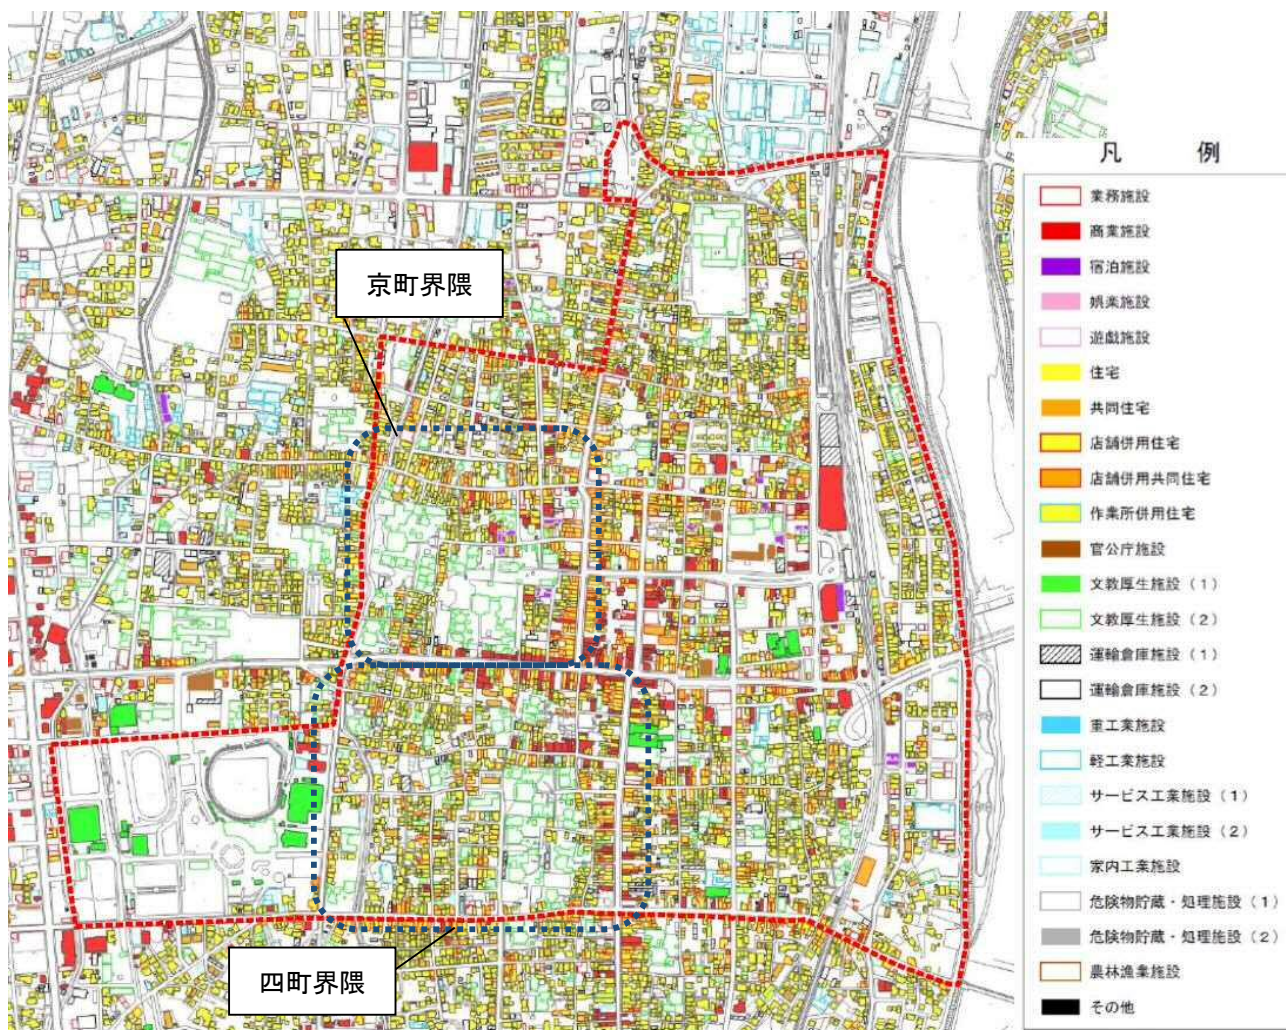 京町界隈
四町界隈
凡 例
業務施設
商業施設
宿泊施設
娯楽施設
遊戯施設
住宅
共同住宅
店舗併用住宅
店舗併用共同住宅
作業所併用住宅
官公庁施設
文教厚生施設(1)
文教厚生施設(2)
運輸倉庫施設(1)
運輸倉庫施設(2)
重工業施設
軽工業施設
サービス工業施設(1)
サービス工業施設(2)
家内工業施設
危険物貯蔵・処理施設(1)
危険物貯蔵・処理施設(2)
農林漁業施設
その他